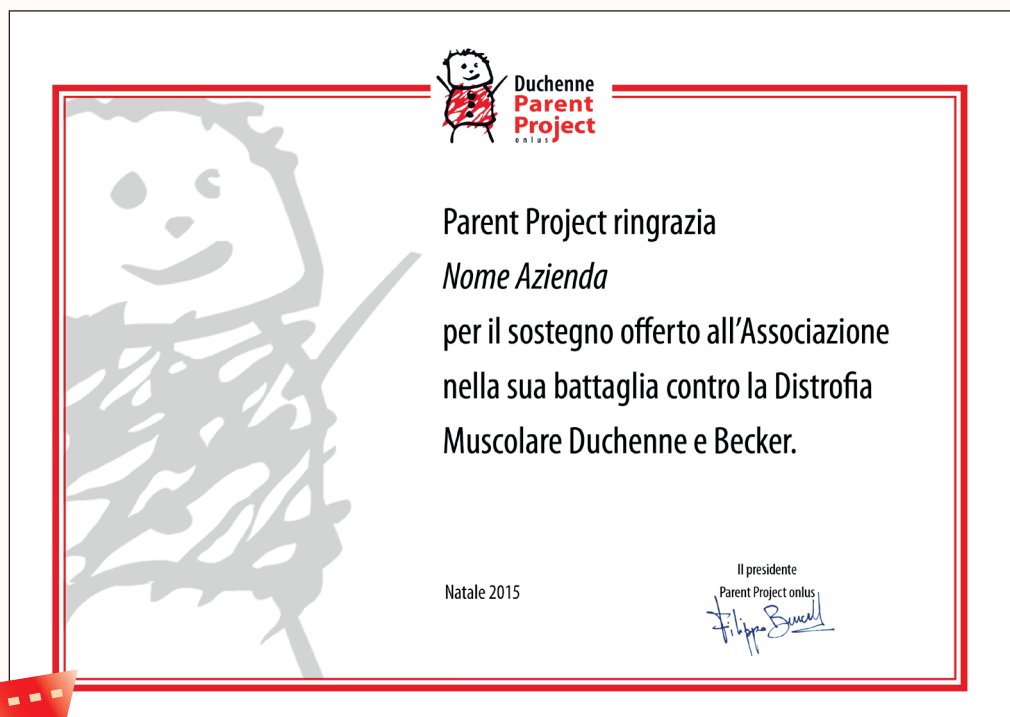 Duchenne
Parent
Project
onlus
Parent Project ringrazia
Nome Azienda
per il sostegno offerto all’Associazione
nella sua battaglia contro la Distrofia
Muscolare Duchenne e Becker.
Natale 2015
Il presidente
Parent Project onlus
Filippo